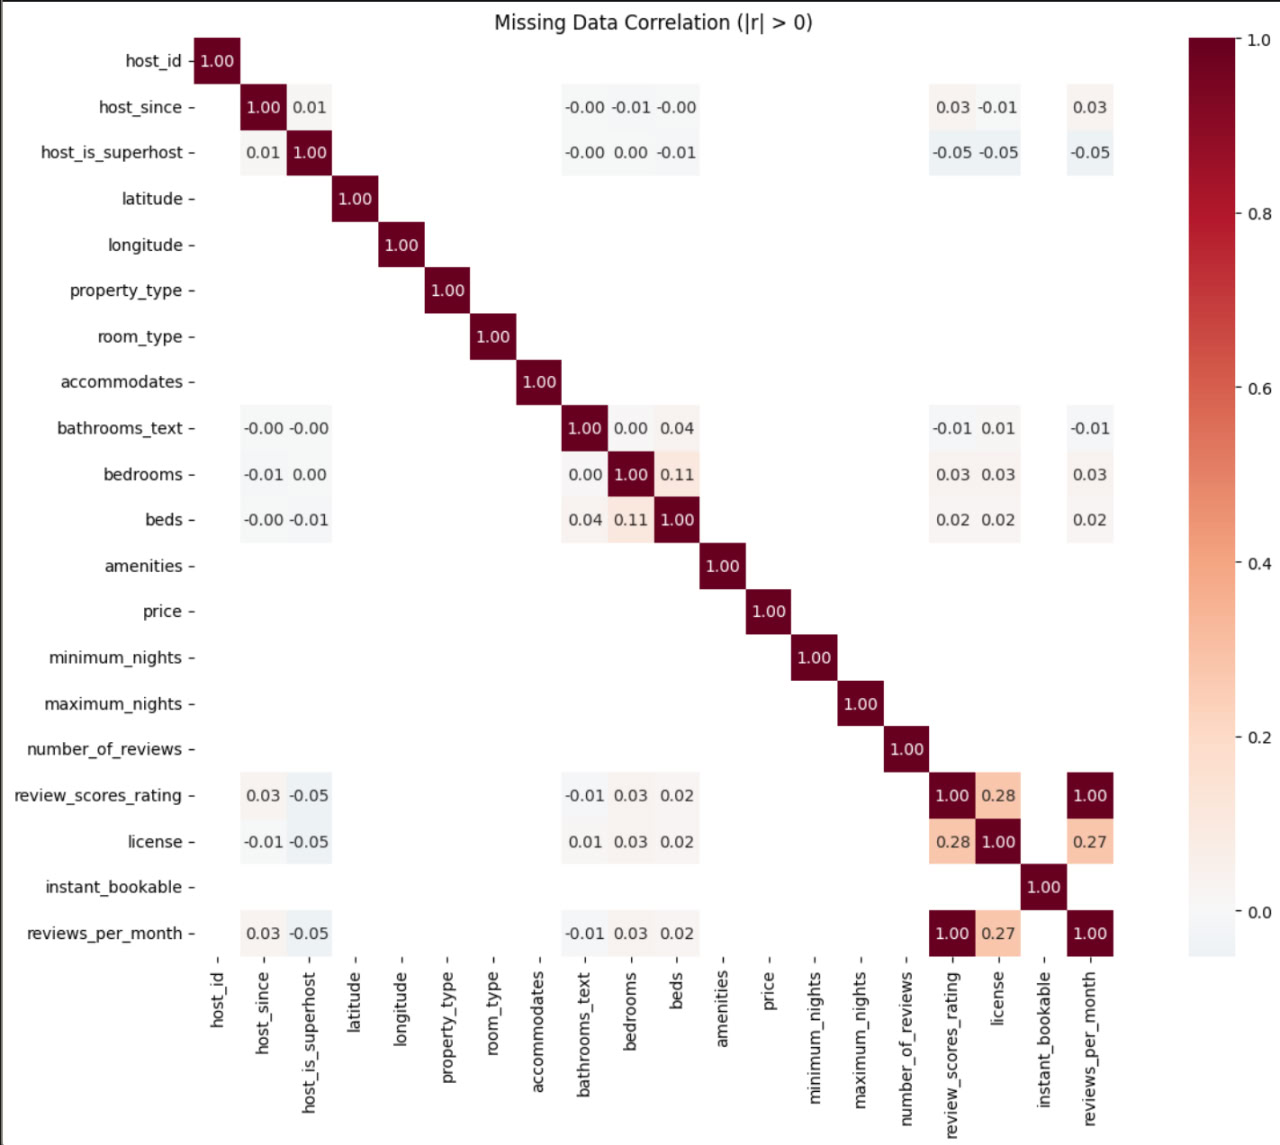 Missing Data Correlation (|r| > 0)
host_id 1.00 1.0
host_since 1.00 0.01 -0.00 -0.01 -0.00 0.03 -0.01 0.03
host_is_superhost 0.01 1.00 -0.00 0.00 -0.01 -0.05 -0.05 -0.05
latitude 1.00 0.8
longitude 1.00
property_type 1.00
room_type 1.00
accommodates 1.00 0.6
bathrooms_text -0.00 -0.00 1.00 0.00 0.04 -0.01 0.01 -0.01
bedrooms -0.01 0.00 0.00 1.00 0.11 0.03 0.03 0.03
beds -0.00 -0.01 0.04 0.11 1.00 0.02 0.02 0.02
amenities 1.00 0.4
price 1.00
minimum_nights 1.00
maximum_nights 1.00
number_of_reviews 1.00 0.2
review_scores_rating 0.03 -0.05 -0.01 0.03 0.02 1.00 0.28 1.00
license -0.01 -0.05 0.01 0.03 0.02 0.28 1.00 0.27
instant_bookable 1.00 0.0
reviews_per_month 0.03 -0.05 -0.01 0.03 0.02 1.00 0.27 1.00
host_id
host_since
host_is_superhost
latitude
longitude
property_type
room_type
accommodates
bathrooms_text
bedrooms
beds
amenities
price
minimum_nights
maximum_nights
number_of_reviews
review_scores_rating
license
instant_bookable
reviews_per_month